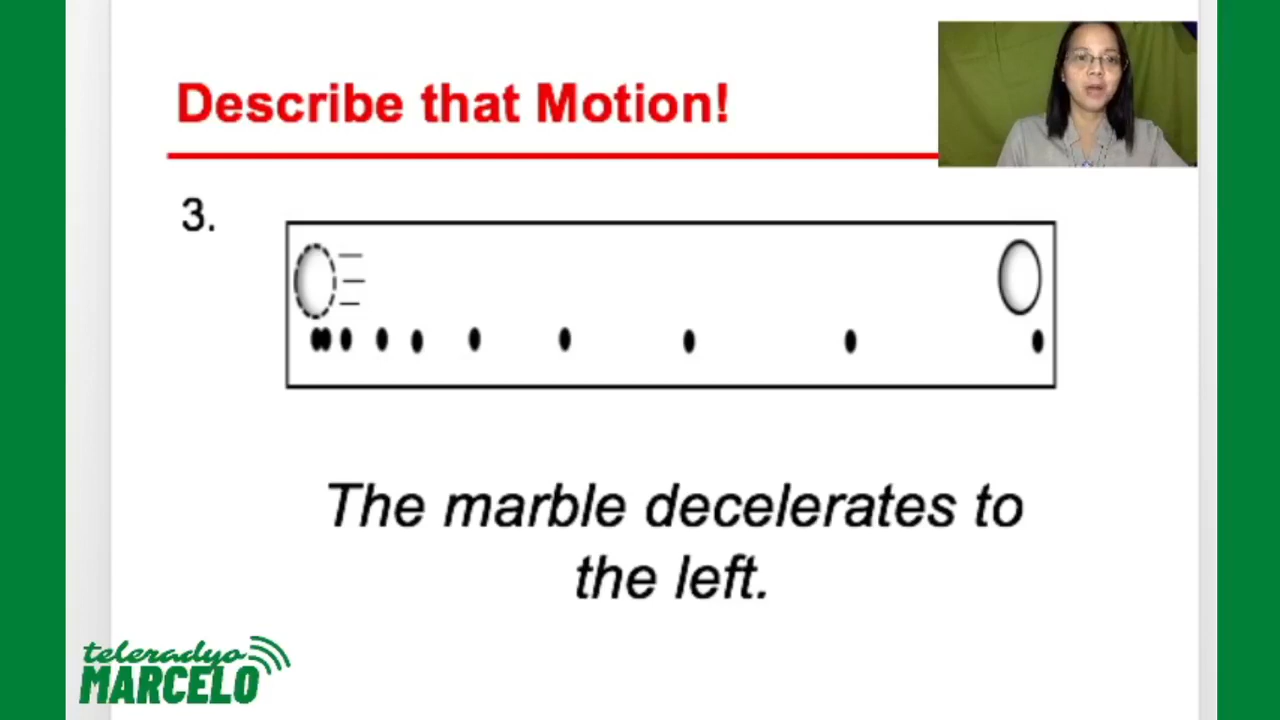 Describe that Motion!
3.
The marble decelerates to
the left.
teleradyo
MARCELO